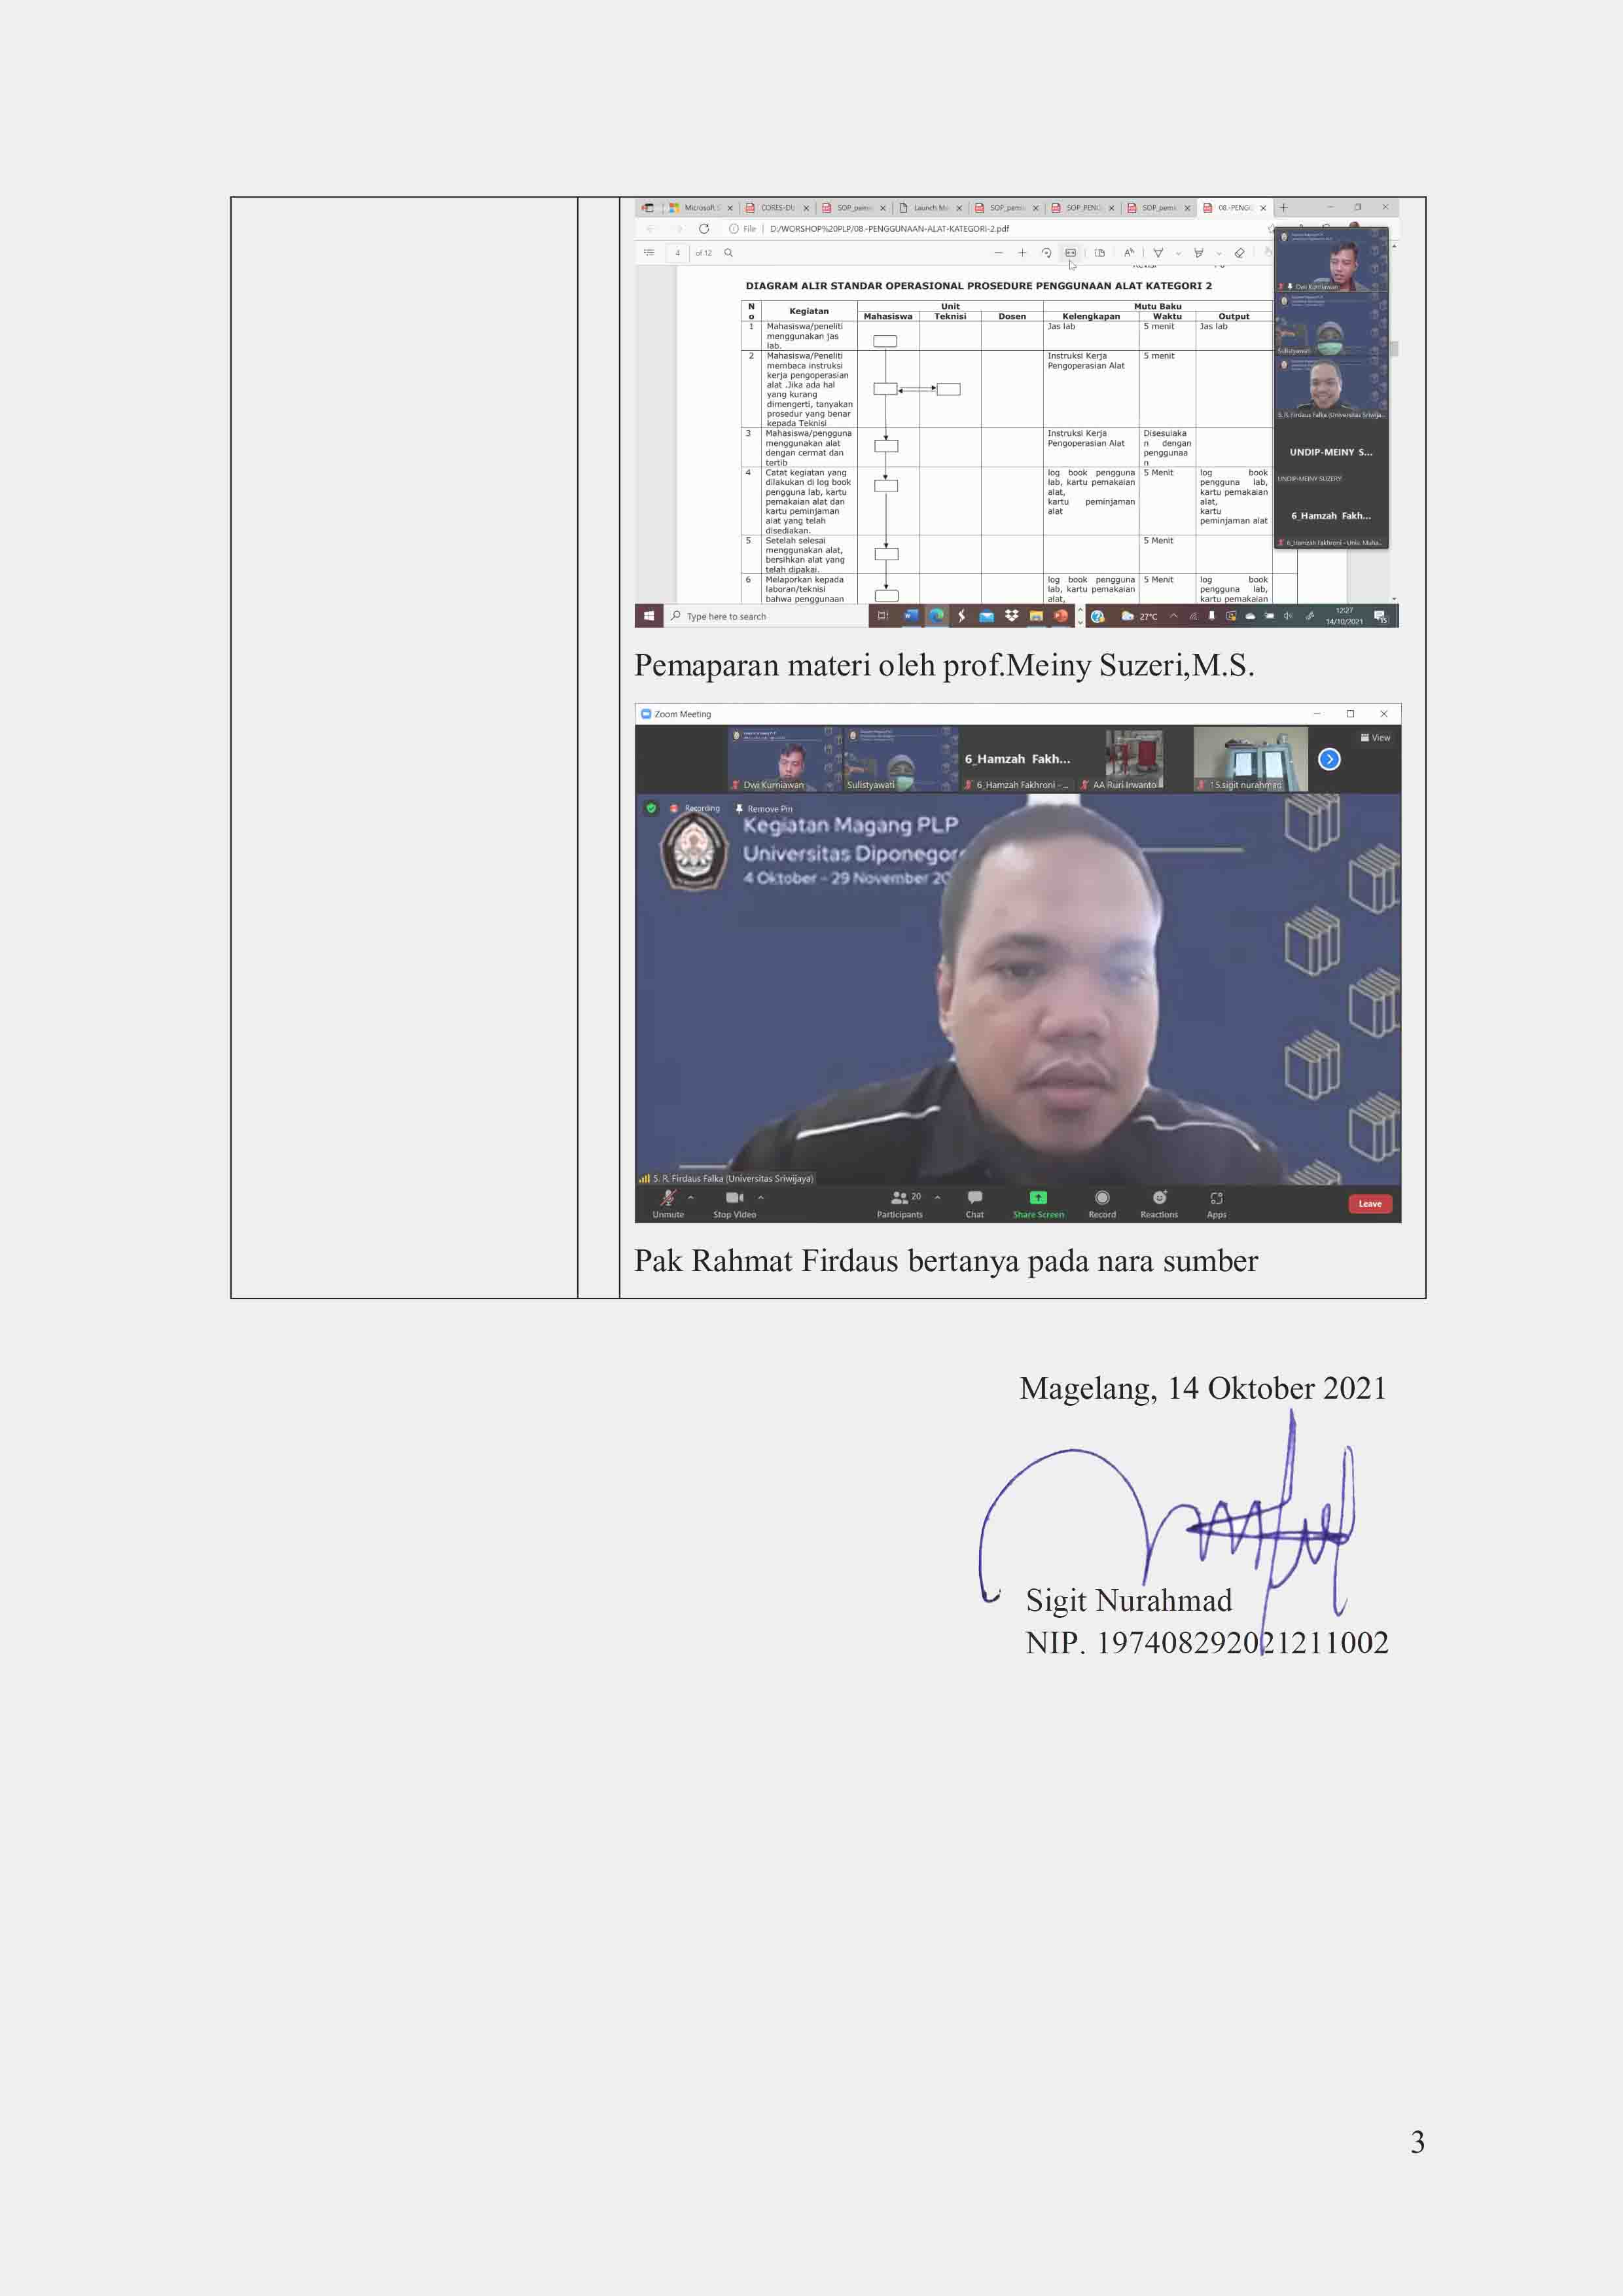 Microsoft
CORES-DU
SOP_pemi
Launch Me
SOP_pemi
SOP_PENG
SOP_pemi
08.-PENGG
File | D:/WORSHOP%20PLP/08.-PENGGUNAAN-ALAT-KATEGORI-2.pdf
4 of 12
DIAGRAM ALIR STANDAR OPERASIONAL PROSEDURE PENGGUNAAN ALAT KATEGORI 2
No Kegiatan Unit Mutu Baku
Mahasiswa Teknisi Dosen Kelengkapan Waktu Output
1 Mahasiswa/peneliti Jas lab 5 menit Jas lab
menggunakan jas
lab.
2 Mahasiswa/Peneliti Instruksi Kerja 5 menit
membaca instruksi Pengoperasian Alat
kerja pengoperasian
alat .Jika ada hal
yang kurang
dimengerti, tanyakan
prosedur yang benar
kepada Teknisi
3 Mahasiswa/pengguna Instruksi Kerja Disesuiaka
menggunakan alat Pengoperasian Alat n dengan
dengan cermat dan penggunaa
tertib n
4 Catat kegiatan yang log book pengguna 5 Menit log book
dilakukan di log book lab, kartu pemakaian pengguna lab,
pengguna lab, kartu alat, kartu pemakaian
pemakaian alat dan kartu peminjaman alat,
kartu peminjaman alat kartu
alat yang telah peminjaman alat
disediakan.
5 Setelah selesai 5 Menit
menggunakan alat,
bersihkan alat yang
telah dipakai.
6 Melaporkan kepada log book pengguna 5 Menit log book
laboran/teknisi lab, kartu pemakaian pengguna lab,
bahwa penggunaan alat, kartu pemakaian
Dwi Kurniawan
Sulistyawati
S. R. Firdaus Falka (Universitas Sriwija...
UNDIP-MEINY S...
UNDIP-MEINY SUZERY
6_Hamzah Fakh...
6_Hamzah Fakhroni - Univ. Muha...
Type here to search
27°C
12:27
14/10/2021
15
Pemaparan materi oleh prof.Meiny Suzeri,M.S.
Zoom Meeting
View
6_Hamzah Fakh...
Dwi Kurniawan
Sulistyawati
6_Hamzah Fakhroni - ...
AA Ruri Irwanto
15.sigit nurahmad
Recording
Remove Pin
Kegiatan Magang PLP
Universitas Diponegor
4 Oktober - 29 November 20
S. R. Firdaus Falka (Universitas Sriwijaya)
20
Unmute Stop Video Participants Chat Share Screen Record Reactions Apps Leave
Pak Rahmat Firdaus bertanya pada nara sumber
Magelang, 14 Oktober 2021
Sigit Nurahmad
NIP. 197408292021211002
3